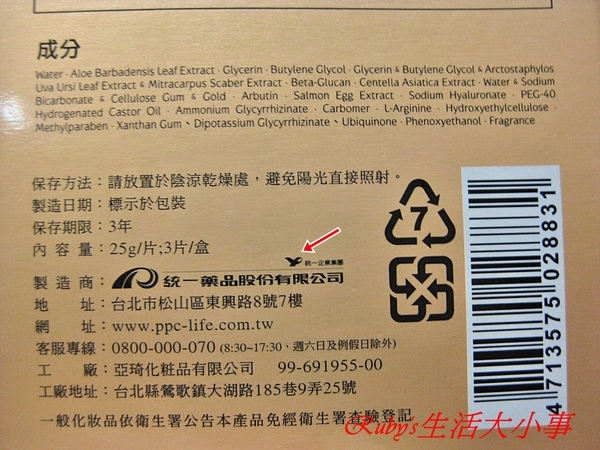 成分
Water · Aloe Barbadensis Leaf Extract · Glycerin · Butylene Glycol · Glycerin & Butylene Glycol & Arctostaphylos
Uva Ursi Leaf Extract & Mitracarpus Scaber Extract · Beta-Glucan · Centella Asiatica Extract · Water & Sodium
Bicarbonate & Cellulose Gum & Gold · Arbutin · Salmon Egg Extract · Sodium Hyaluronate · PEG-40
Hydrogenated Castor Oil · Ammonium Glycyrrhizinate · Carbomer · L-Arginine · Hydroxyethylcellulose ·
Methylparaben · Xanthan Gum、Dipotassium Glycyrrhizinate、Ubiquinone · Phenoxyethanol · Fragrance
保存方法：請放置於陰涼乾燥處，避免陽光直接照射。
製造日期：標示於包裝
保存期限：3年
內容量：25g/片;3片/盒
統一企業集團
製造商：統一藥品股份有限公司
地址：台北市松山區東興路8號7樓
網址：www.ppc-life.com.tw
客服專線：0800-000-070 (8:30~17:30，週六日及例假日除外)
工廠：亞琦化粧品有限公司 99-691955-00
工廠地址：台北縣鶯歌鎮大湖路185巷9弄25號
一般化妝品依衛生署公告本產品免經衛生署查驗登記
7
4 713575 028831
Ruby's生活大小事